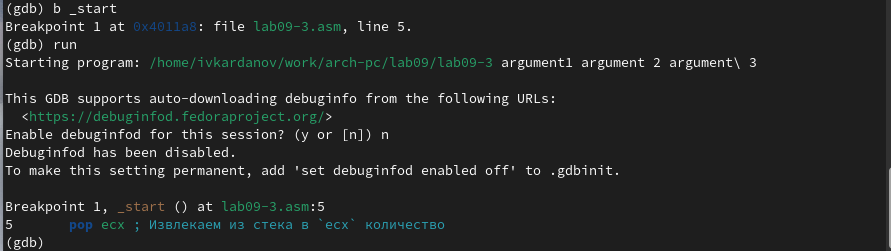 (gdb) b _start
Breakpoint 1 at 0x4011a8: file lab09-3.asm, line 5.
(gdb) run
Starting program: /home/ivkardanov/work/arch-pc/lab09/lab09-3 argument1 argument 2 argument\ 3

This GDB supports auto-downloading debuginfo from the following URLs:
  <https://debuginfod.fedoraproject.org/>
Enable debuginfod for this session? (y or [n]) n
Debuginfod has been disabled.
To make this setting permanent, add 'set debuginfod enabled off' to .gdbinit.

Breakpoint 1, _start () at lab09-3.asm:5
5       pop ecx ; Извлекаем из стека в `ecx` количество
(gdb)